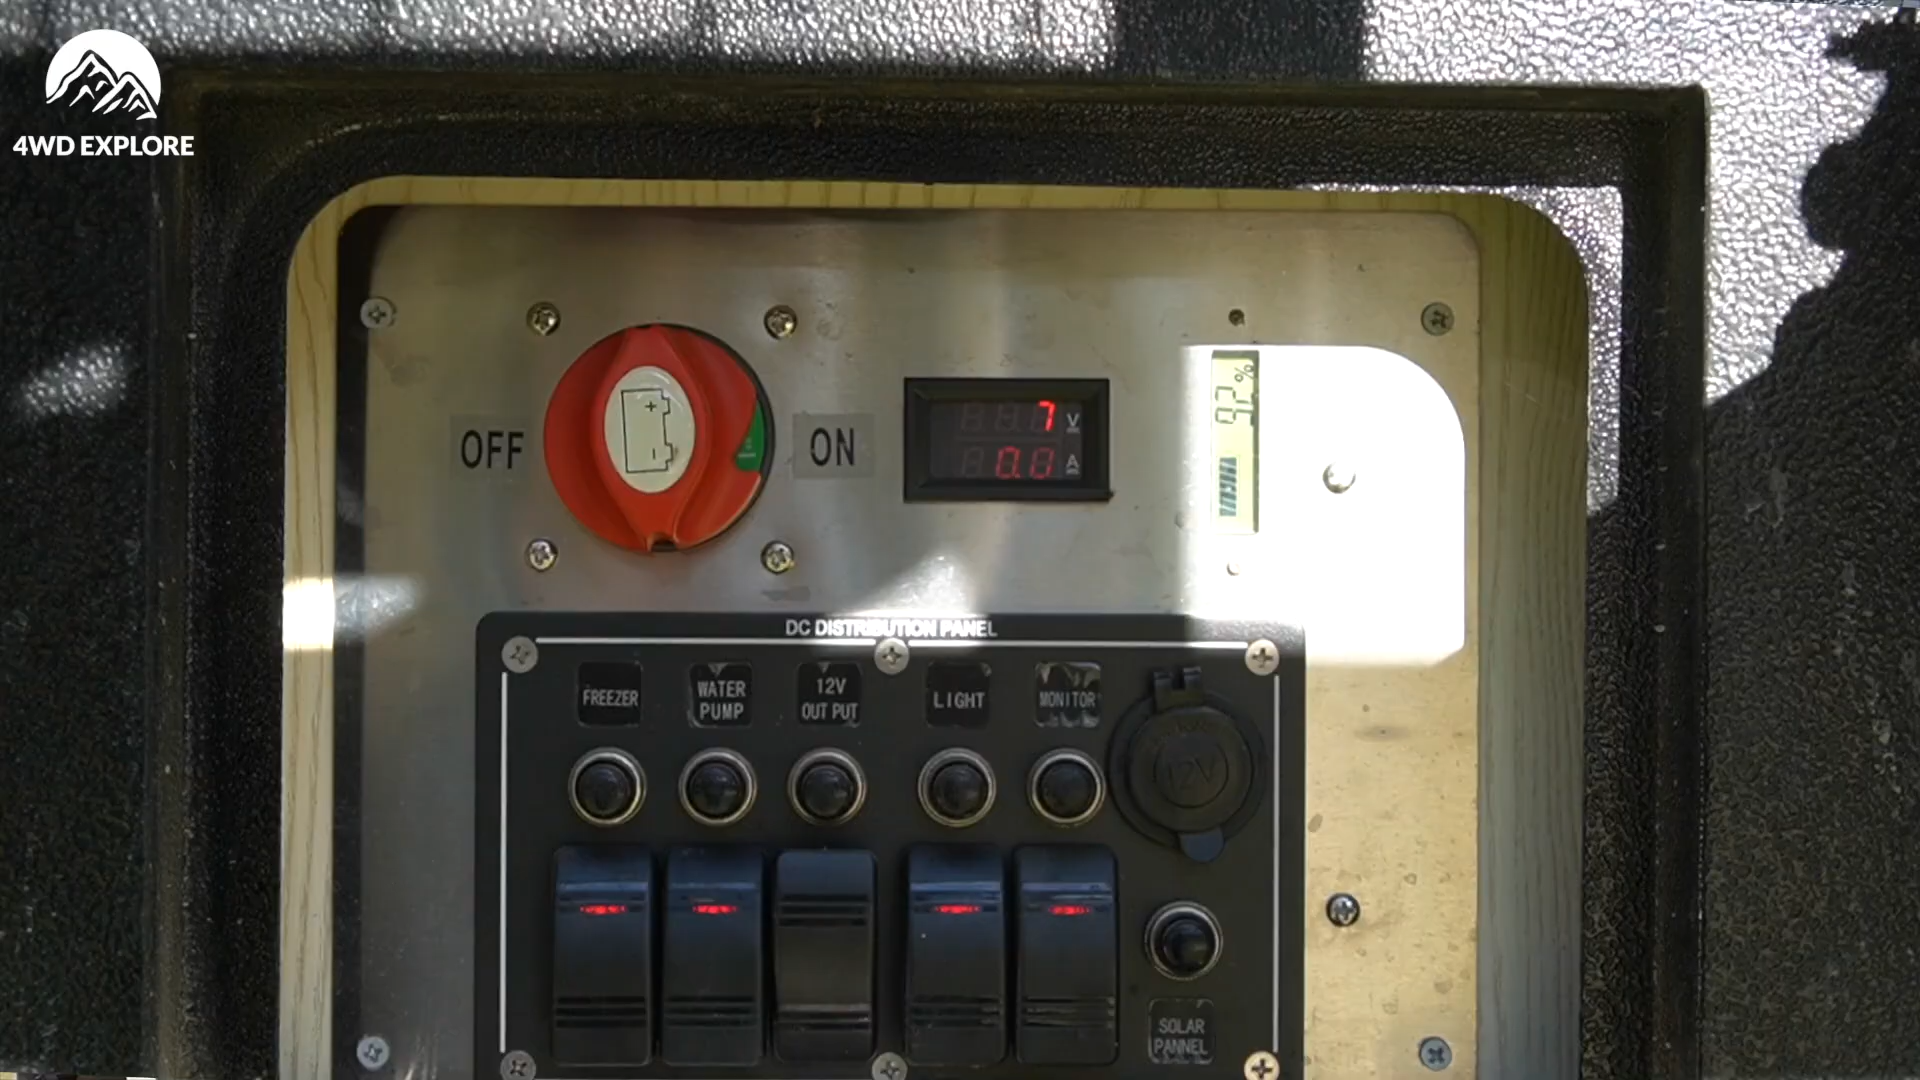 4WD EXPLORE
OFF
ON
7 V
0.0 A
92 %
DC DISTRIBUTION PANEL
FREEZER
WATER
PUMP
12V
OUT PUT
LIGHT
MONITOR
12V
SOLAR
PANNEL